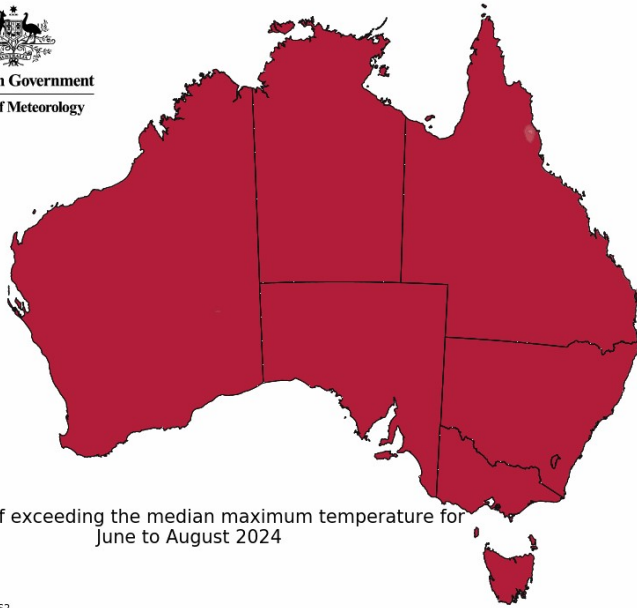 n Government
f Meteorology
f exceeding the median maximum temperature for
June to August 2024